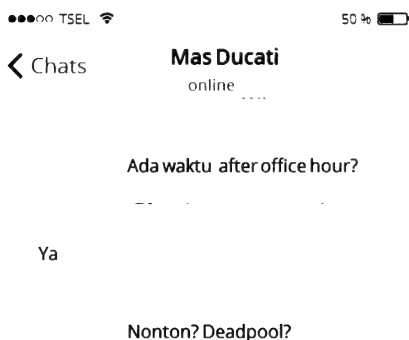 TSEL 50 %
Chats
Mas Ducati
online
Ada waktu after office hour?
Ya
Nonton? Deadpool?